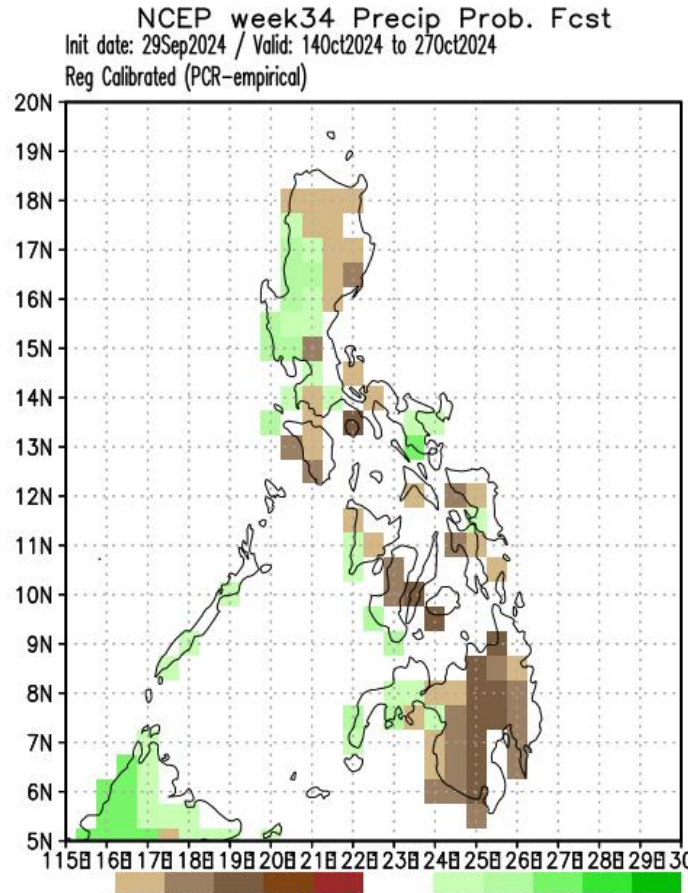 NCEP week34 Precip Prob. Fcst
Init date: 29Sep2024 / Valid: 14Oct2024 to 27Oct2024
Reg Calibrated (PCR-empirical)
20N
19N
18N
17N
16N
15N
14N
13N
12N
11N
10N
9N
8N
7N
6N
5N